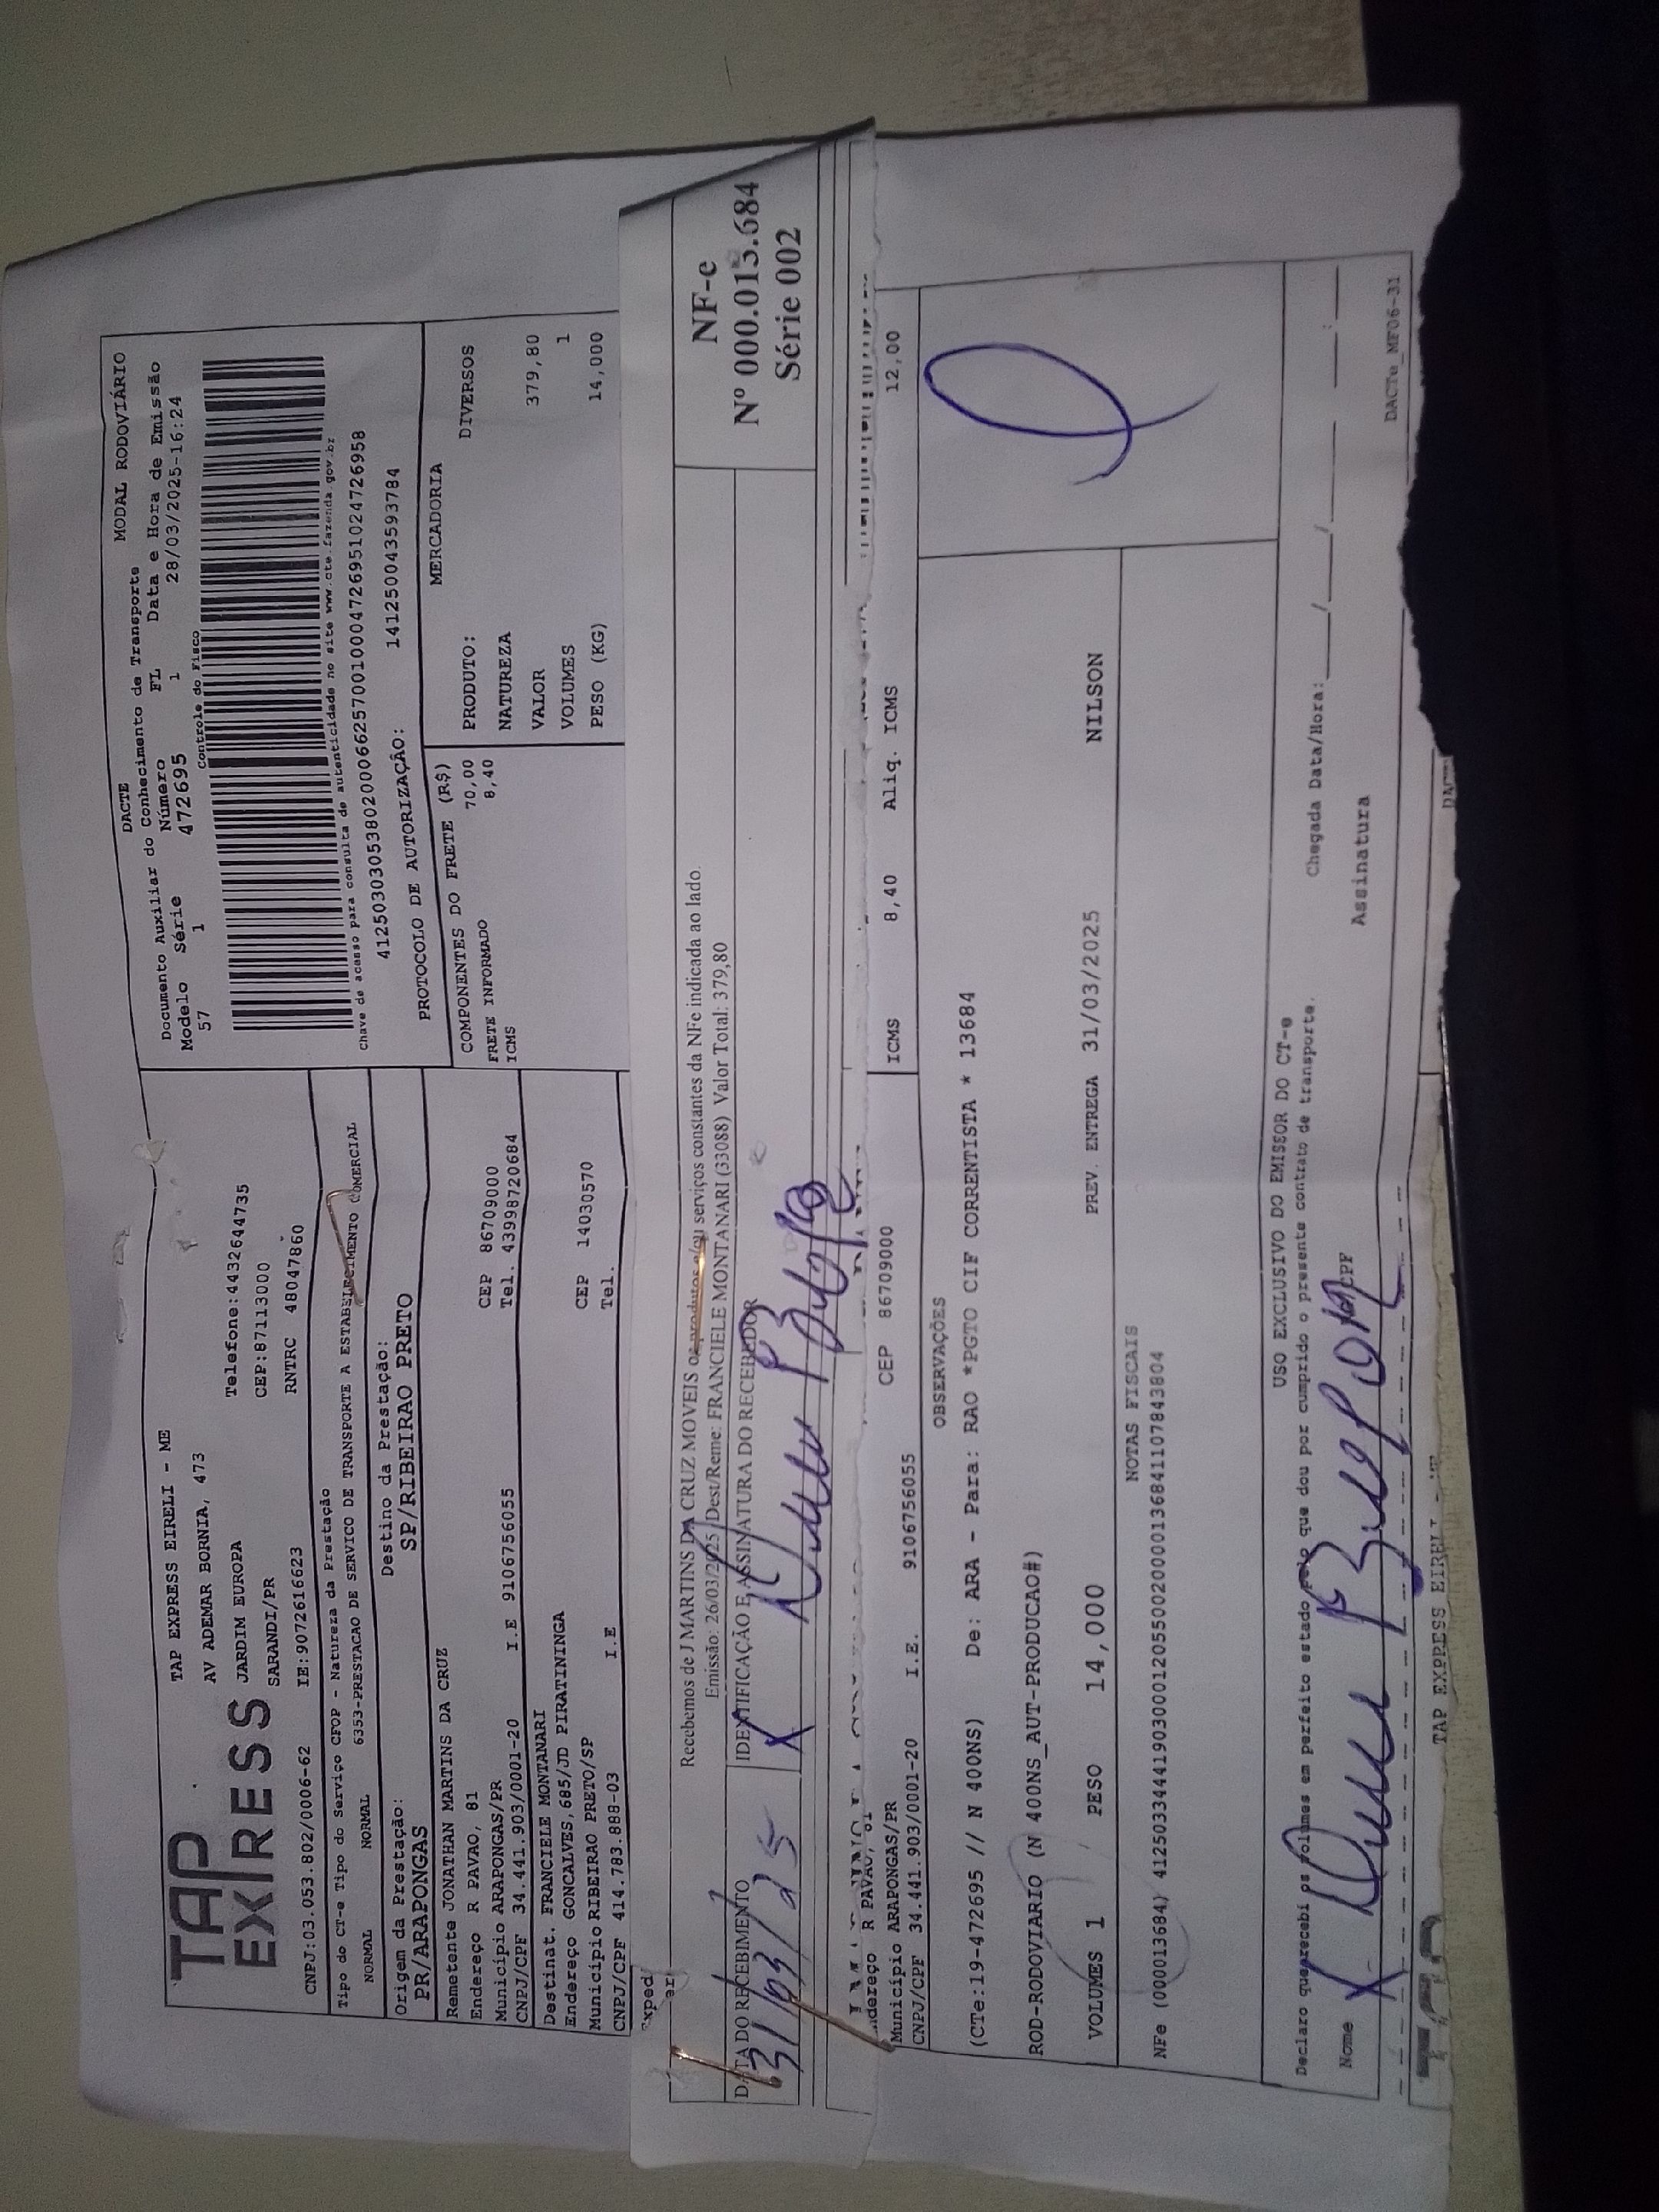 TAP EXPRESS
TAP EXPRESS EIRELI - ME
AV ADEMAR BORNIA, 473
JARDIM EUROPA Telefone:4432644735
SARANDI/PR CEP:87113000
CNPJ:03.053.802/0006-62 IE:9072616623 RNTRC 48047860
DACTE MODAL RODOVIÁRIO
Documento Auxiliar do Conhecimento de Transporte
Modelo Série Número FL Data e Hora de Emissão
57 1 472695 1 28/03/2025-16:24
Controle do Fisco
Chave de acesso para consulta de autenticidade no site www.cte.fazenda.gov.br
41250303053802000662570010004726951024726958
PROTOCOLO DE AUTORIZAÇÃO: 141250043593784
Tipo do CT-e Tipo do Serviço CFOP - Natureza da Prestação
NORMAL NORMAL 6353-PRESTACAO DE SERVICO DE TRANSPORTE A ESTABELECIMENTO COMERCIAL
Origem da Prestação: Destino da Prestação:
PR/ARAPONGAS SP/RIBEIRAO PRETO
Remetente JONATHAN MARTINS DA CRUZ
Endereço R PAVAO, 81
Município ARAPONGAS/PR CEP 86709000
CNPJ/CPF 34.441.903/0001-20 I.E 9106756055 Tel. 43998720684
Destinat. FRANCIELE MONTANARI
Endereço GONCALVES,685/JD PIRATININGA
Município RIBEIRAO PRETO/SP CEP 14030570
CNPJ/CPF 414.783.888-03 I.E Tel.
COMPONENTES DO FRETE (R$)
FRETE INFORMADO 70,00
ICMS 8,40
MERCADORIA
PRODUTO: DIVERSOS
NATUREZA
VALOR 379,80
VOLUMES 1
PESO (KG) 14,000
Exped
Recebemos de J MARTINS DA CRUZ MOVEIS os produtos e/ou serviços constantes da NFe indicada ao lado.
Emissão: 26/03/2025 Dest/Reme: FRANCIELE MONTANARI (33088) Valor Total: 379,80
DATA DO RECEBIMENTO IDENTIFICAÇÃO E ASSINATURA DO RECEBEDOR
31/03/25 X
NF-e
Nº 000.013.684
Série 002
R PAVAO, 81
Município ARAPONGAS/PR CEP 86709000
CNPJ/CPF 34.441.903/0001-20 I.E. 9106756055
ICMS 8,40 Aliq. ICMS 12,00
OBSERVAÇÕES
(CTe:19-472695 // N 400NS) De: ARA - Para: RAO *PGTO CIF CORRENTISTA * 13684
ROD-RODOVIARIO (N 400NS_AUT-PRODUCAO#)
VOLUMES 1 / PESO 14,000 PREV. ENTREGA 31/03/2025 NILSON
NOTAS FISCAIS
NFe (000013684) 41250334441903000120550020000136841107843804
USO EXCLUSIVO DO EMISSOR DO CT-e
Declaro que recebi os volumes em perfeito estado pelo que dou por cumprido o presente contrato de transporte.
Chegada Data/Hora:____/____/____ ___:___
Nome X CPF Assinatura
DACTe_MF06-31
TAP EXPRESS EIRELI - ME